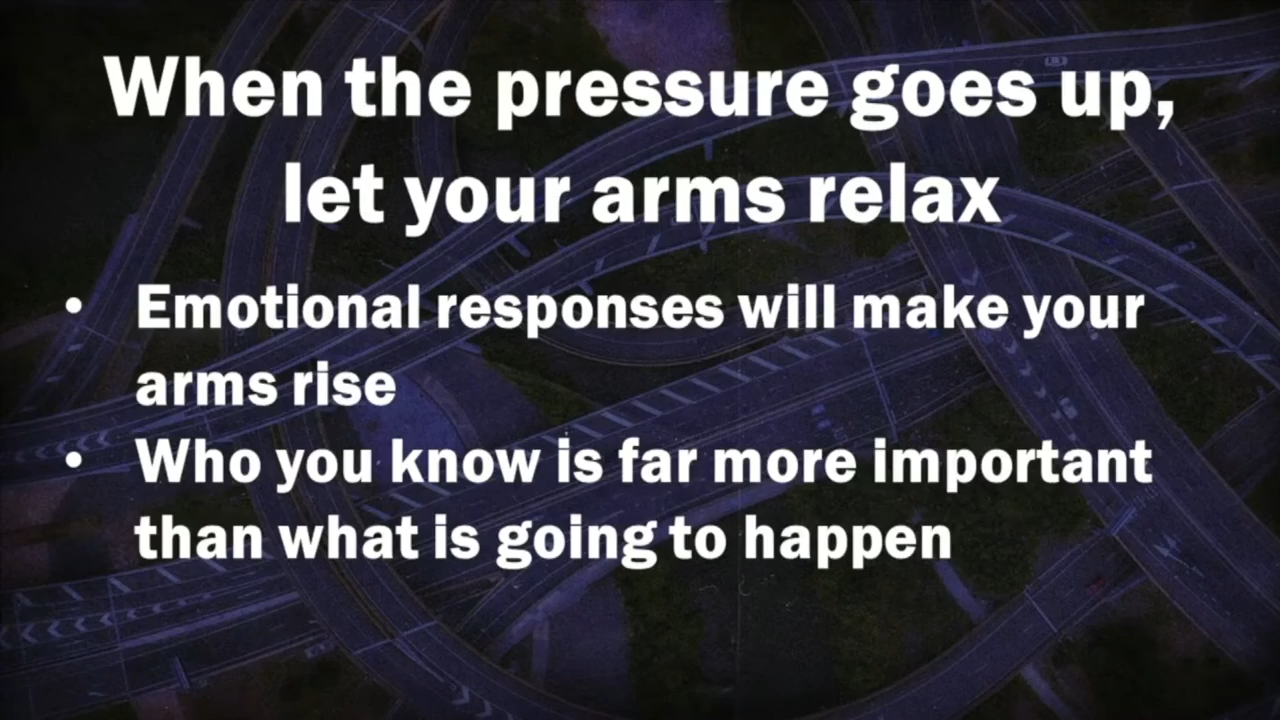 When the pressure goes up,
let your arms relax
• Emotional responses will make your
arms rise
• Who you know is far more important
than what is going to happen